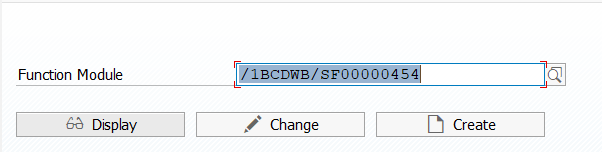 Function Module /1BCDWB/SF00000454
Display Change Create